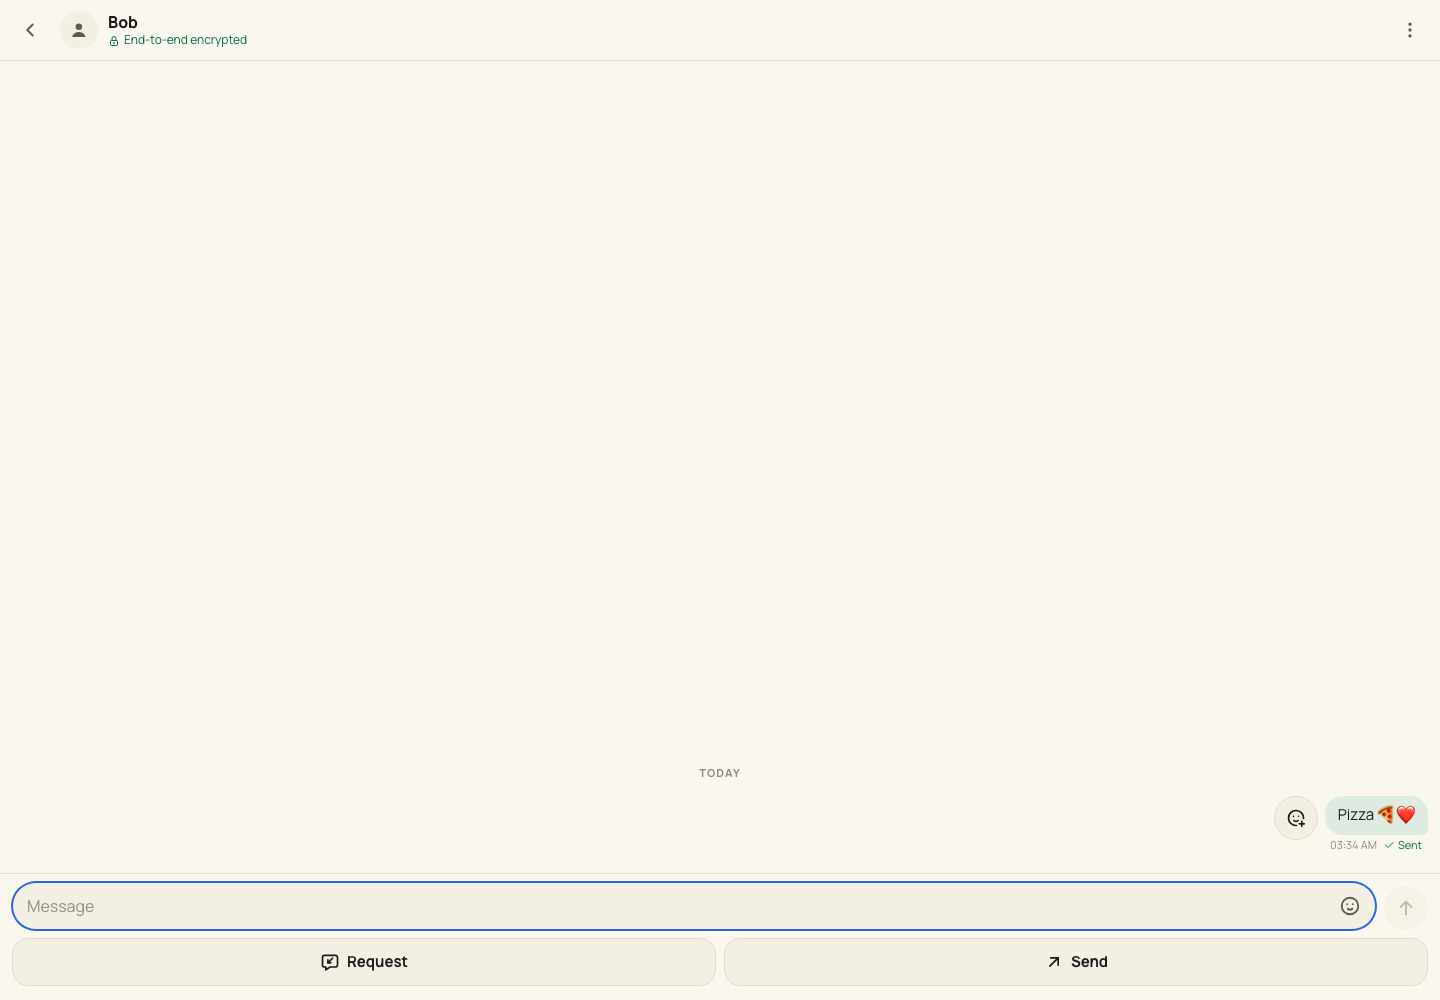 Bob
End-to-end encrypted
TODAY
Pizza 🍕❤️
03:34 AM Sent
Message
Request
Send